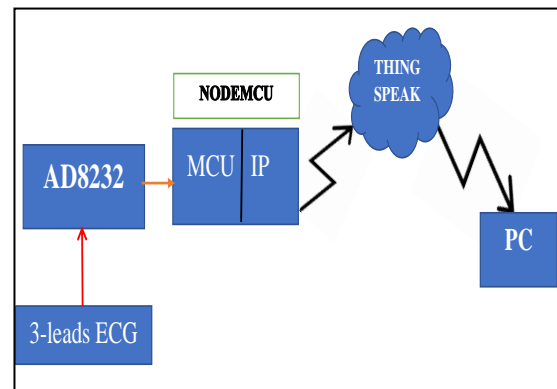 THING
SPEAK
NODEMCU
MCU IP
AD8232
PC
3-leads ECG